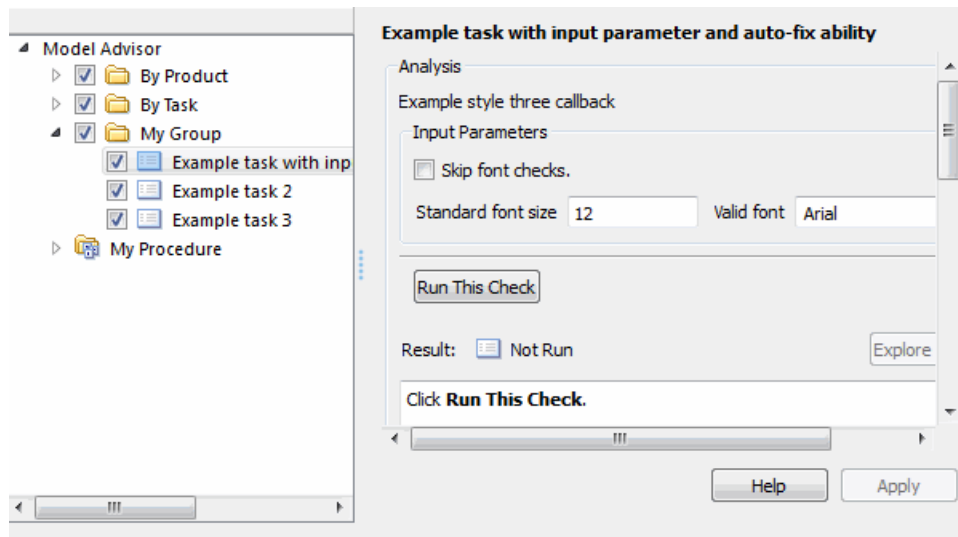 Model Advisor
By Product
By Task
My Group
Example task with inp
Example task 2
Example task 3
My Procedure
Example task with input parameter and auto-fix ability
Analysis
Example style three callback
Input Parameters
Skip font checks.
Standard font size 12 Valid font Arial
Run This Check
Result: Not Run Explore
Click Run This Check.
Help Apply